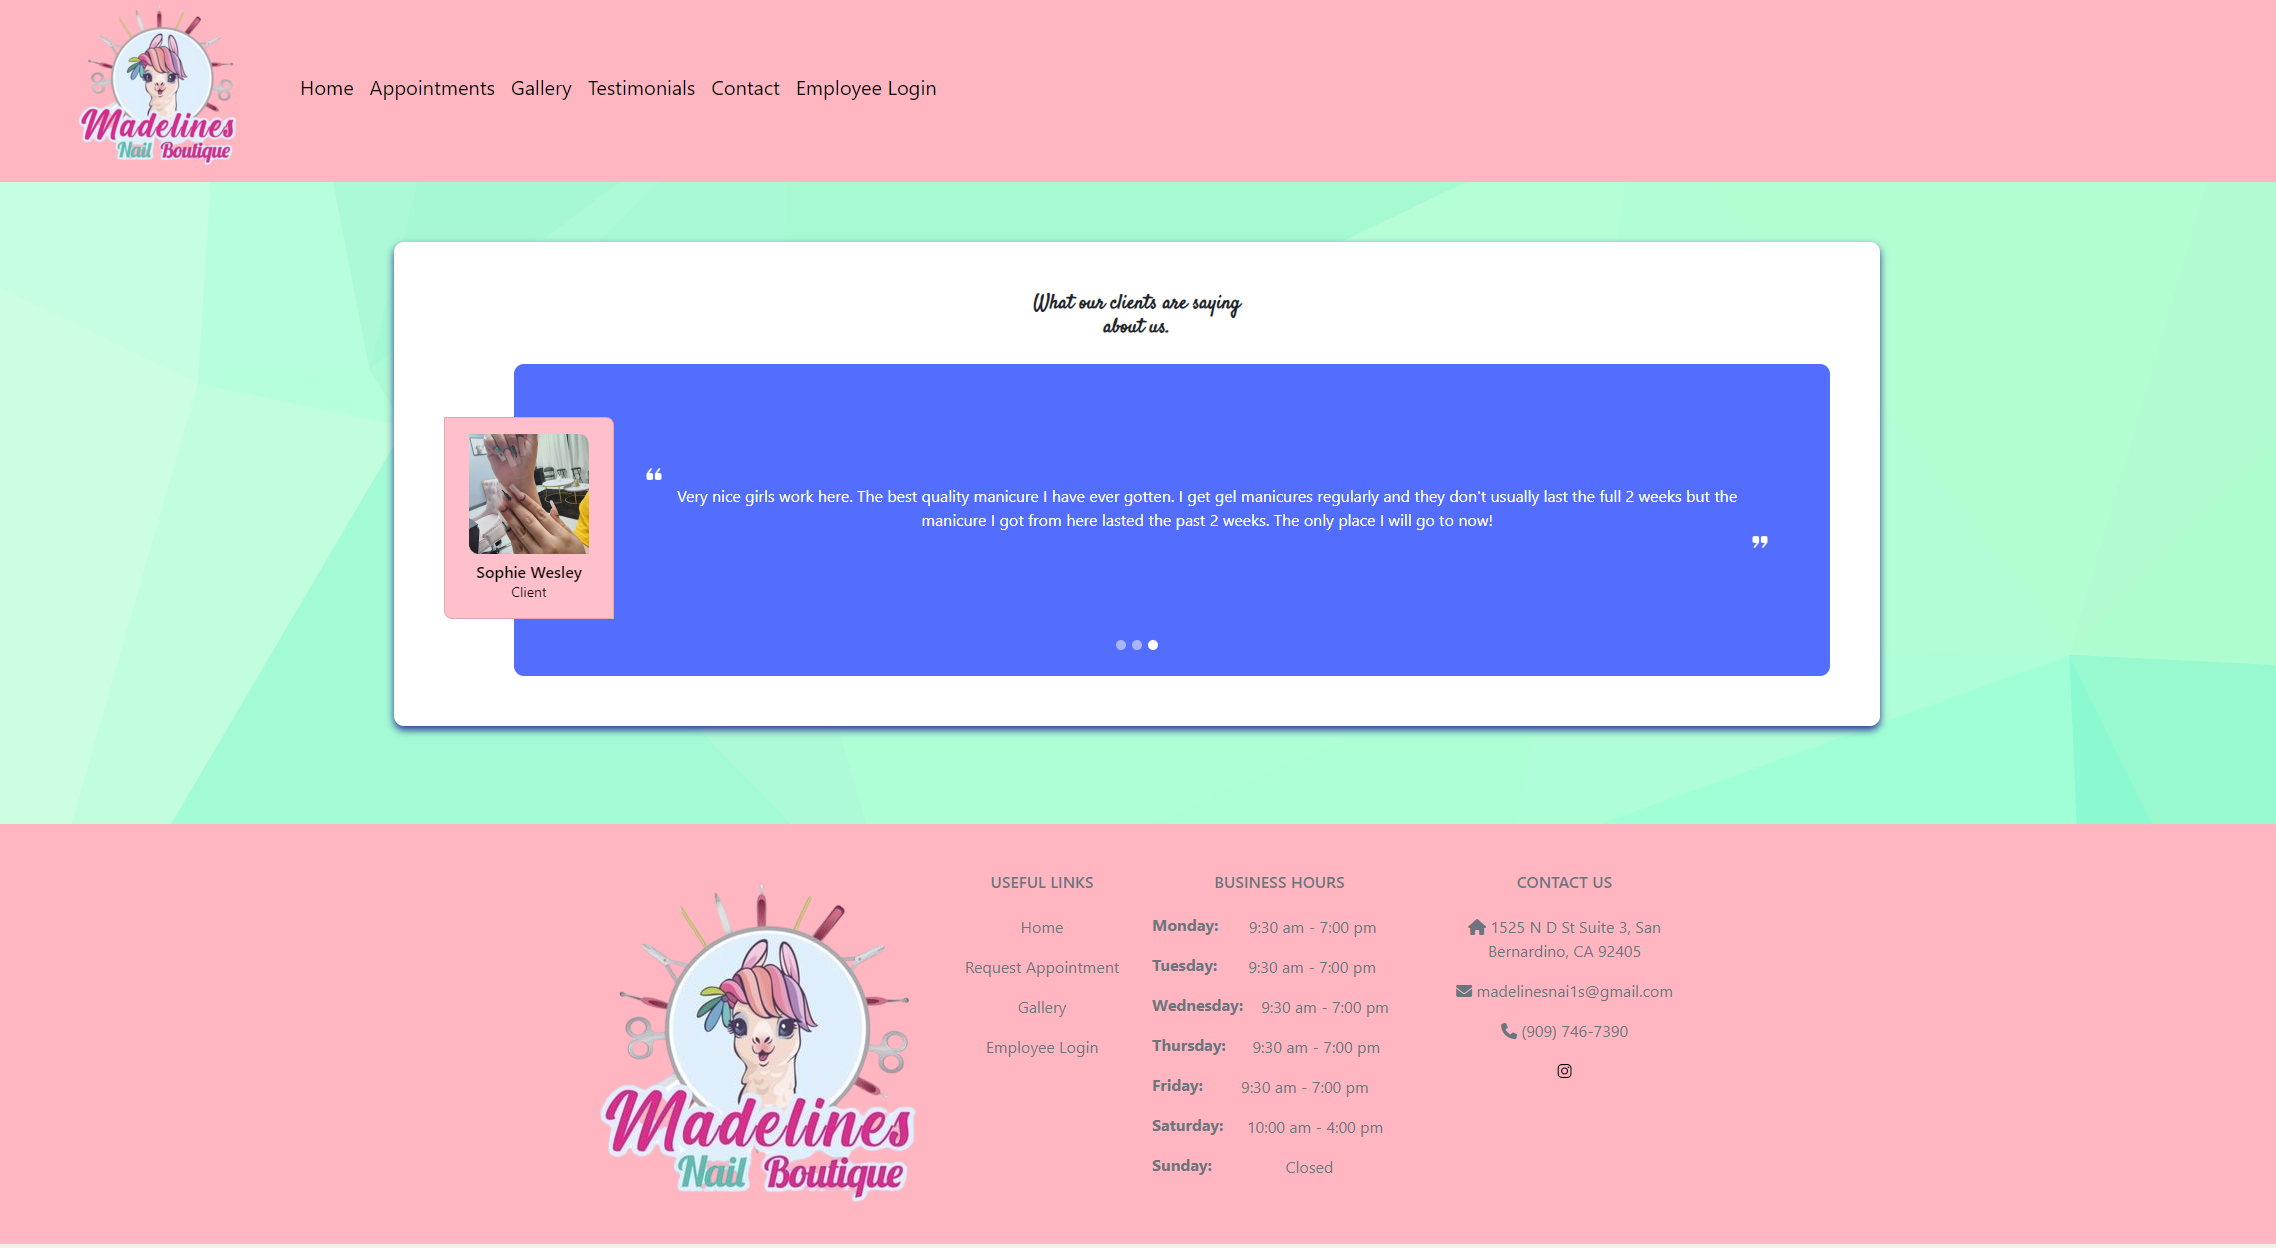 Madelines
Nail Boutique
Home Appointments Gallery Testimonials Contact Employee Login
What our clients are saying
about us.
Sophie Wesley
Client
“
Very nice girls work here. The best quality manicure I have ever gotten. I get gel manicures regularly and they don't usually last the full 2 weeks but the
manicure I got from here lasted the past 2 weeks. The only place I will go to now!
”
Madelines
Nail Boutique
USEFUL LINKS
Home
Request Appointment
Gallery
Employee Login
BUSINESS HOURS
Monday: 9:30 am - 7:00 pm
Tuesday: 9:30 am - 7:00 pm
Wednesday: 9:30 am - 7:00 pm
Thursday: 9:30 am - 7:00 pm
Friday: 9:30 am - 7:00 pm
Saturday: 10:00 am - 4:00 pm
Sunday: Closed
CONTACT US
1525 N D St Suite 3, San
Bernardino, CA 92405
madelinesnai1s@gmail.com
(909) 746-7390